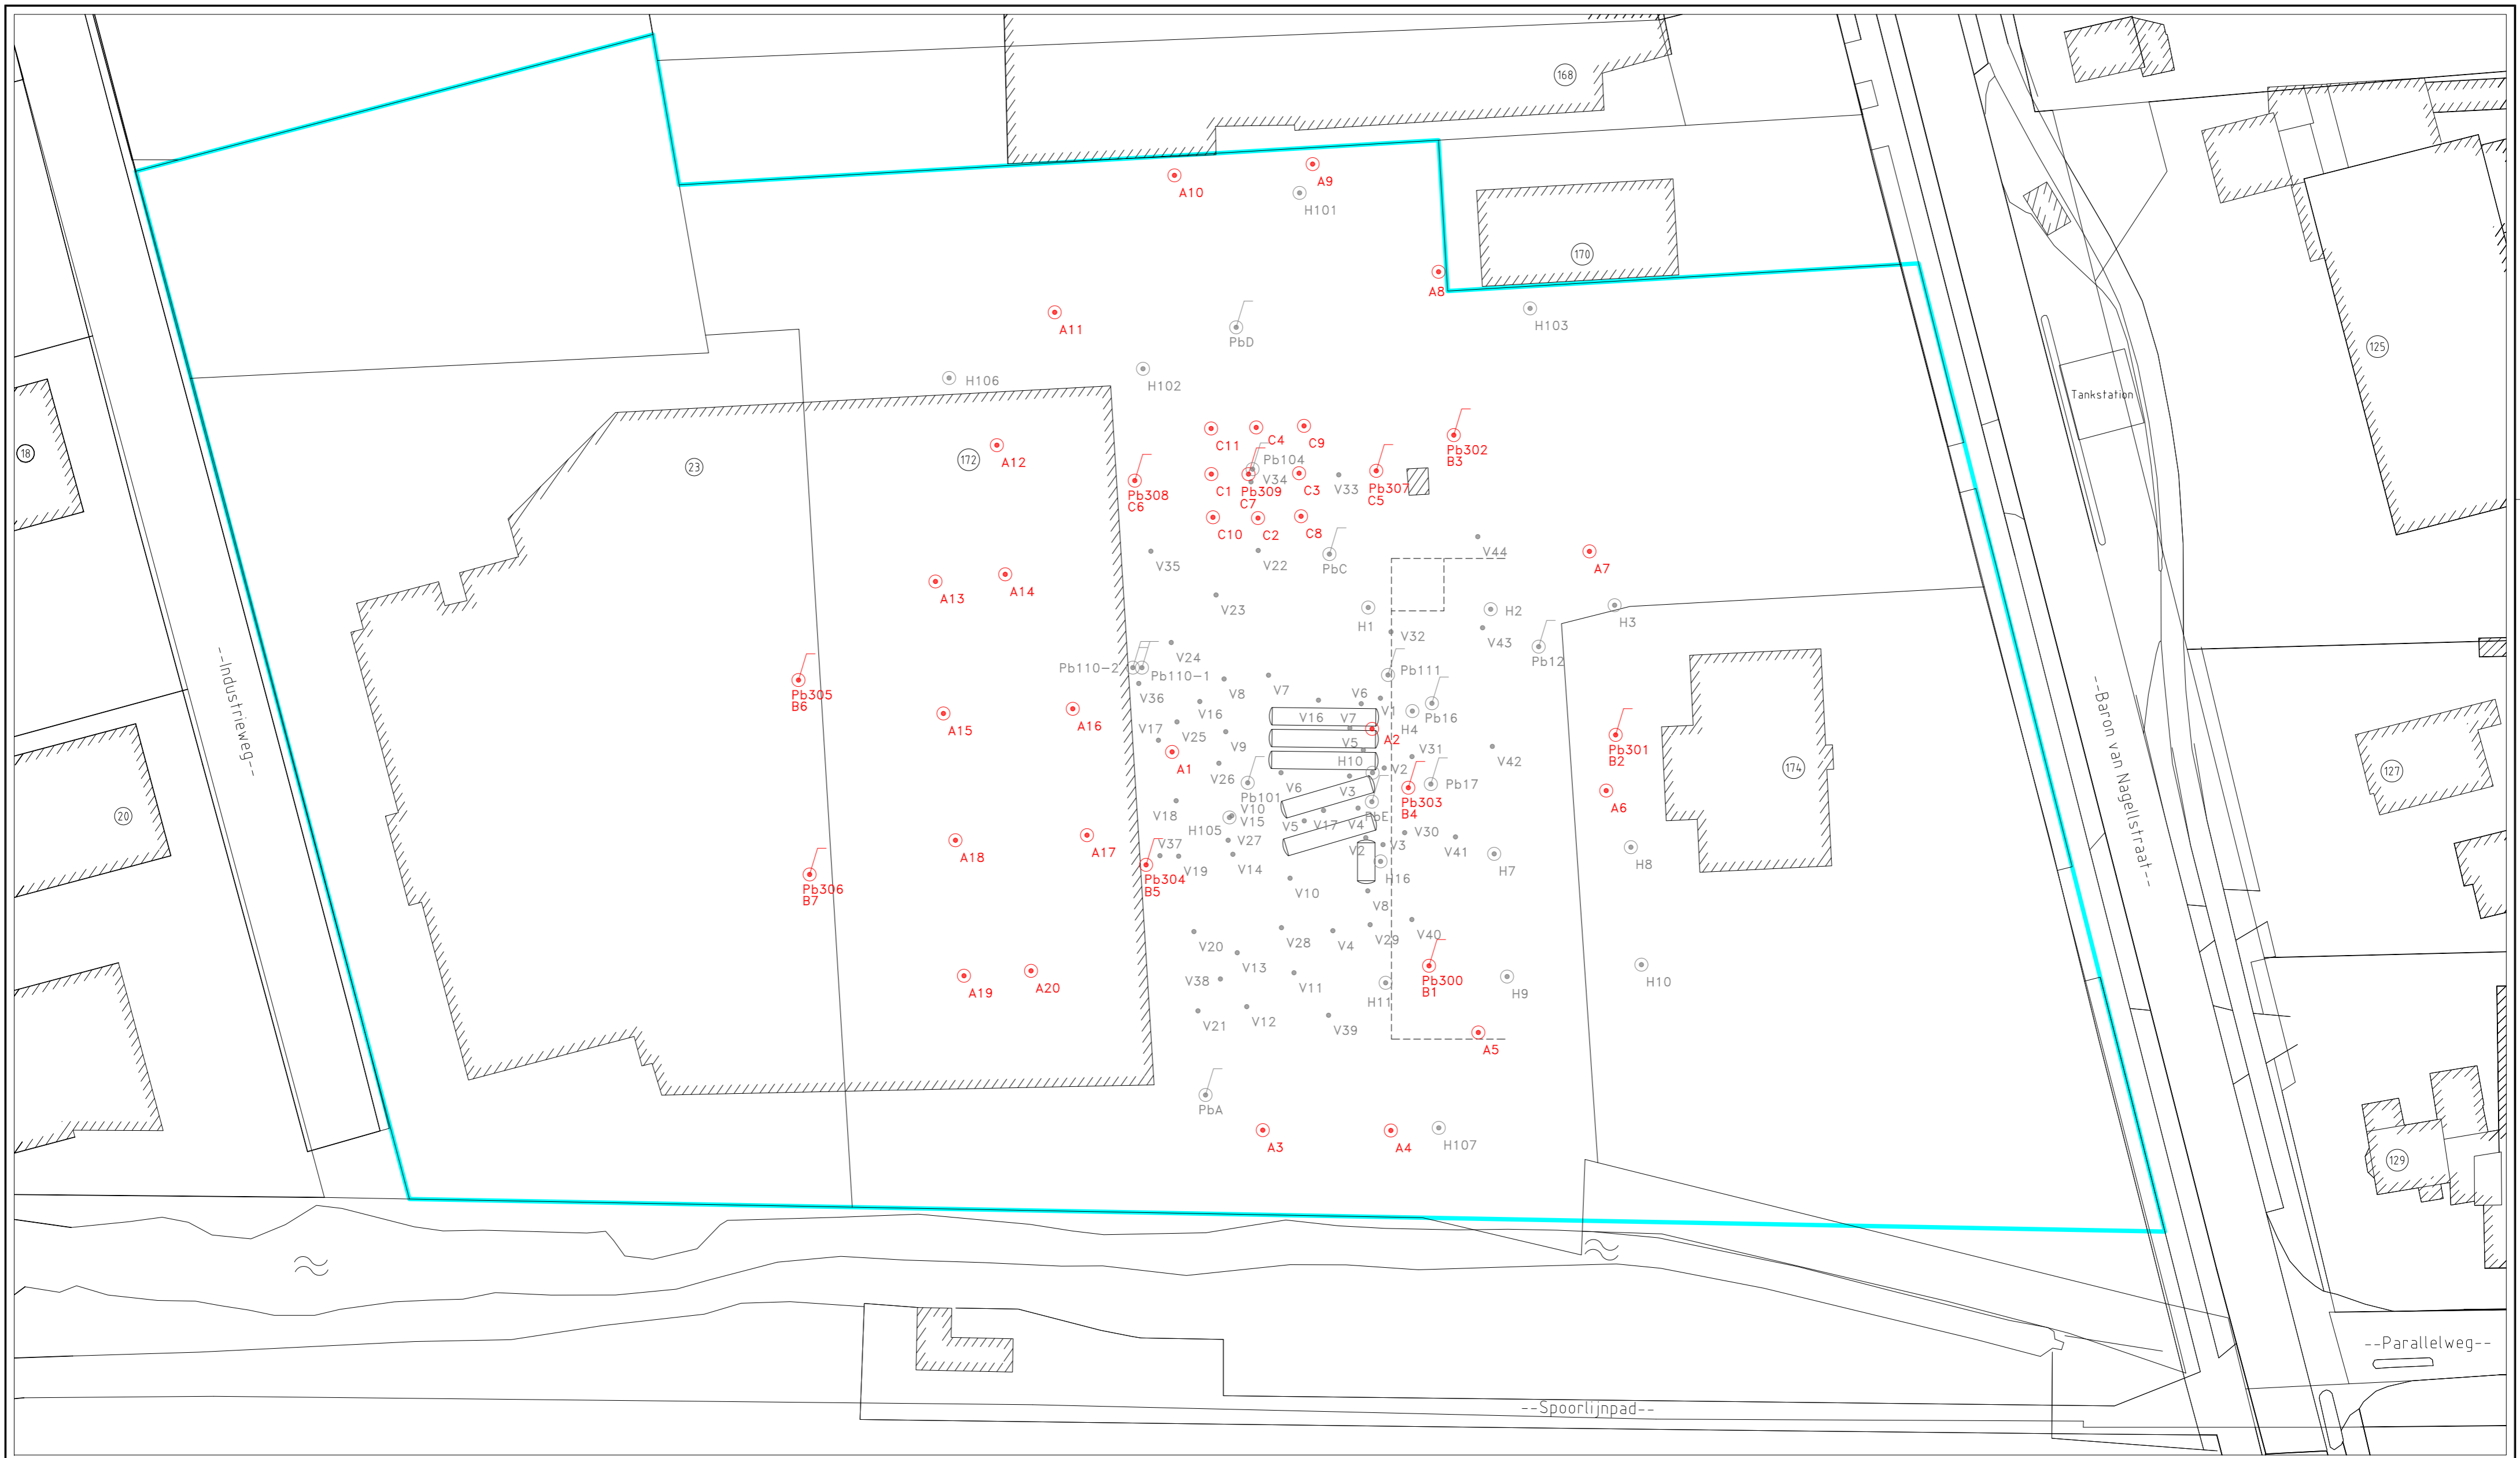 168
A9
A10
H101
170
A8
A11
H103
PbD
125
H106
H102
Tankstation
C11
C4
C9
Pb302
B3
18
23
172
A12
Pb104
V34
V33
Pb308
C6
C1
Pb309
C7
C3
Pb307
C5
C10
C2
C8
V35
V22
PbC
V44
A7
A13
A14
V23
H1
H2
H3
V32
V43
Pb12
--Industrieweg--
V24
Pb110-2
Pb110-1
Pb111
--Baron van Nagellstraat--
Pb305
B6
V36
V8
V7
V6
V1
V16
V16
V7
H4
Pb16
A15
A16
V17
V25
V9
V5
A2
Pb301
B2
A1
V26
H10
V2
V31
V42
174
127
Pb101
V6
V3
Pb17
Pb303
B4
A6
20
V18
V10
V15
H105
V5
V17
V4
PbE
A18
A17
V37
V27
V2
V3
V30
V41
H7
H8
Pb306
B7
Pb304
B5
V19
V14
H16
V10
V8
V20
V28
V4
V29
V40
V13
A19
A20
V38
V11
H11
Pb300
B1
H9
H10
V21
V12
V39
A5
PbA
A3
A4
H107
129
--Parallelweg--
--Spoorlijnpad--